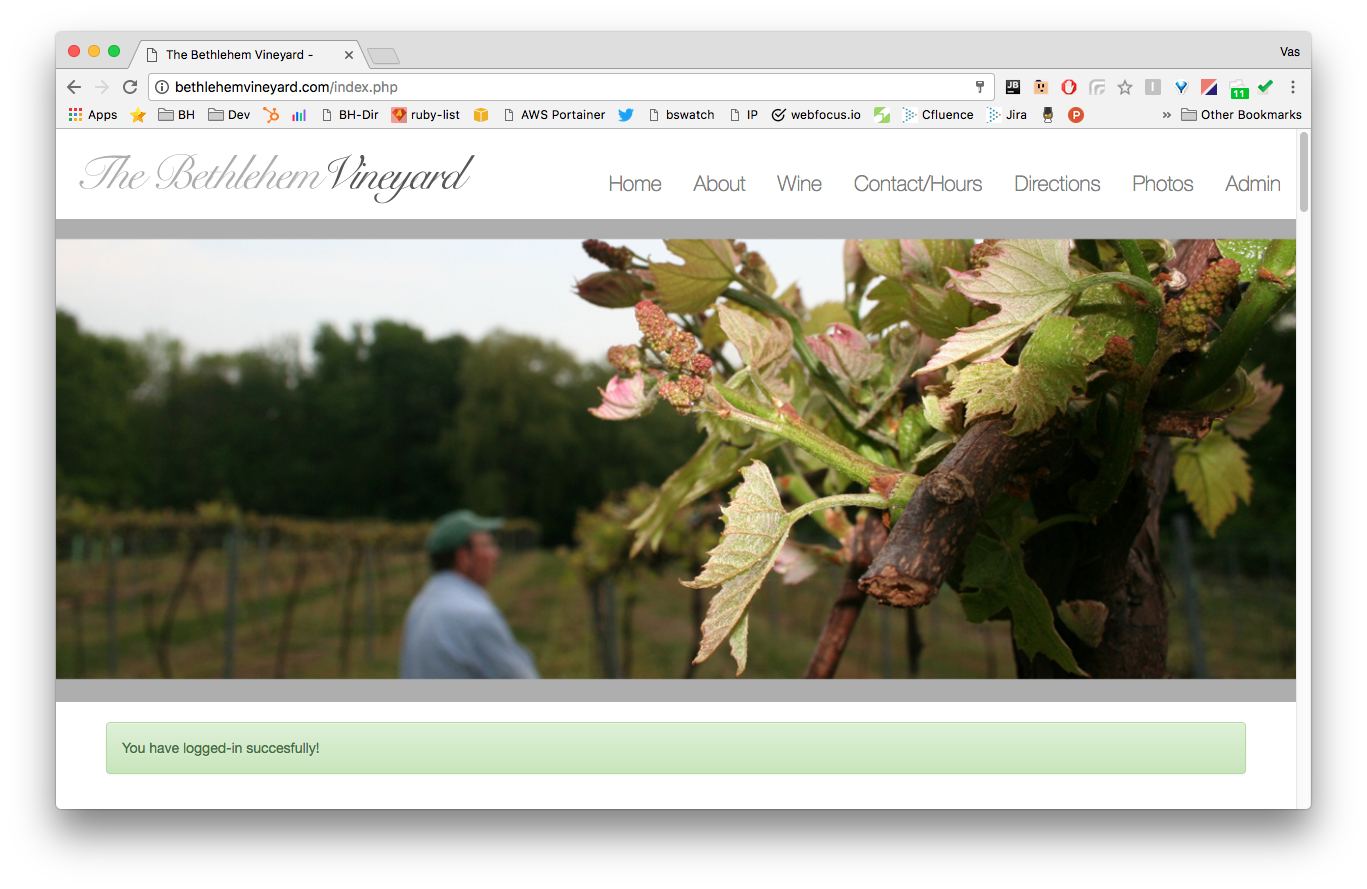 The Bethlehem Vineyard -
Vas
bethlehemvineyard.com/index.php
JB
11
Apps BH Dev BH-Dir ruby-list AWS Portainer bswatch IP webfocus.io Cfluence Jira P » Other Bookmarks
The Bethlehem Vineyard
Home About Wine Contact/Hours Directions Photos Admin
You have logged-in succesfully!